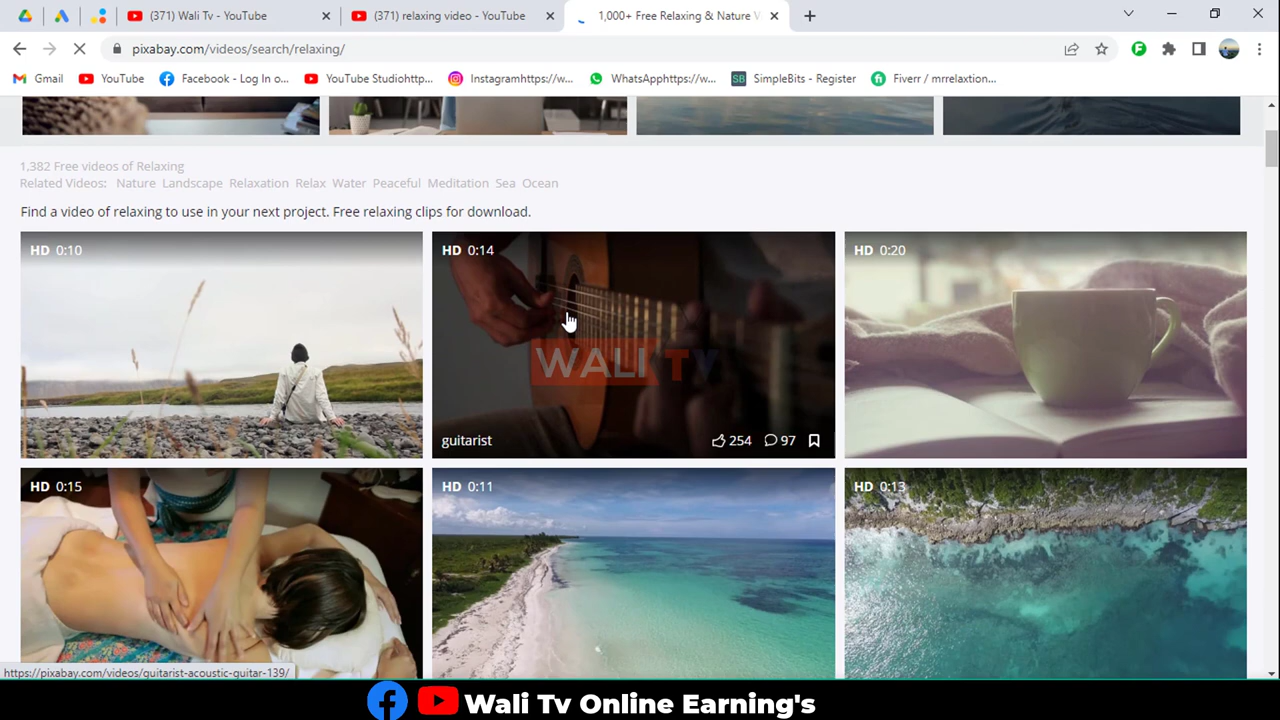 (371) Wali Tv - YouTube
(371) relaxing video - YouTube
1,000+ Free Relaxing & Nature V
pixabay.com/videos/search/relaxing/
Gmail
YouTube
Facebook - Log In o...
YouTube Studiohttp...
Instagramhttps://w...
WhatsApphttps://w...
SB SimpleBits - Register
fi Fiverr / mrrelaxtion...
1,382 Free videos of Relaxing
Related Videos: Nature Landscape Relaxation Relax Water Peaceful Meditation Sea Ocean
Find a video of relaxing to use in your next project. Free relaxing clips for download.
HD 0:10
HD 0:14
HD 0:20
WALI TV
guitarist 254 97
HD 0:15
HD 0:11
HD 0:13
https://pixabay.com/videos/guitarist-acoustic-guitar-139/
Wali Tv Online Earning's